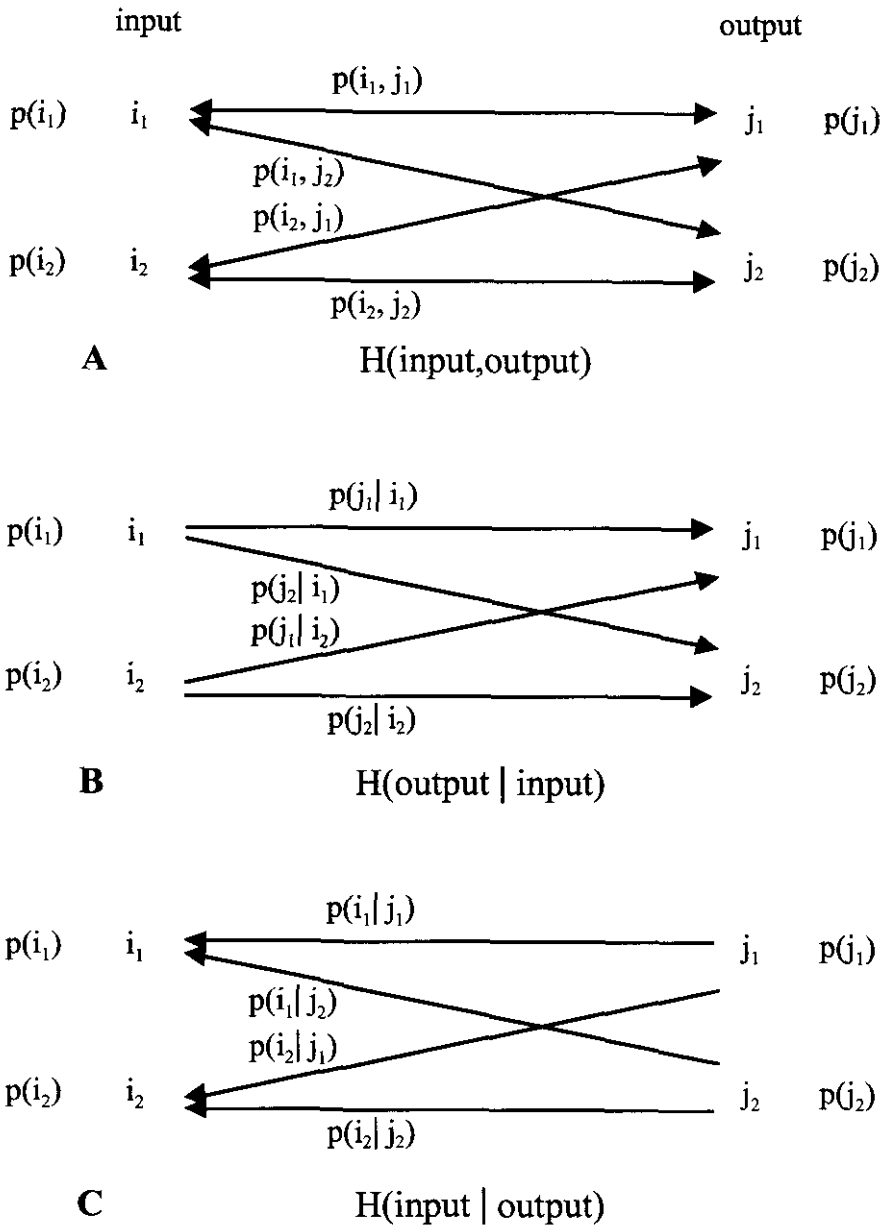 input output
p(i₁, j₁)
p(i₁) i₁ j₁ p(j₁)
p(i₁, j₂)
p(i₂, j₁)
p(i₂) i₂ j₂ p(j₂)
p(i₂, j₂)
A H(input,output)
p(j₁| i₁)
p(i₁) i₁ j₁ p(j₁)
p(j₂| i₁)
p(j₁| i₂)
p(i₂) i₂ j₂ p(j₂)
p(j₂| i₂)
B H(output | input)
p(i₁| j₁)
p(i₁) i₁ j₁ p(j₁)
p(i₁| j₂)
p(i₂| j₁)
p(i₂) i₂ j₂ p(j₂)
p(i₂| j₂)
C H(input | output)